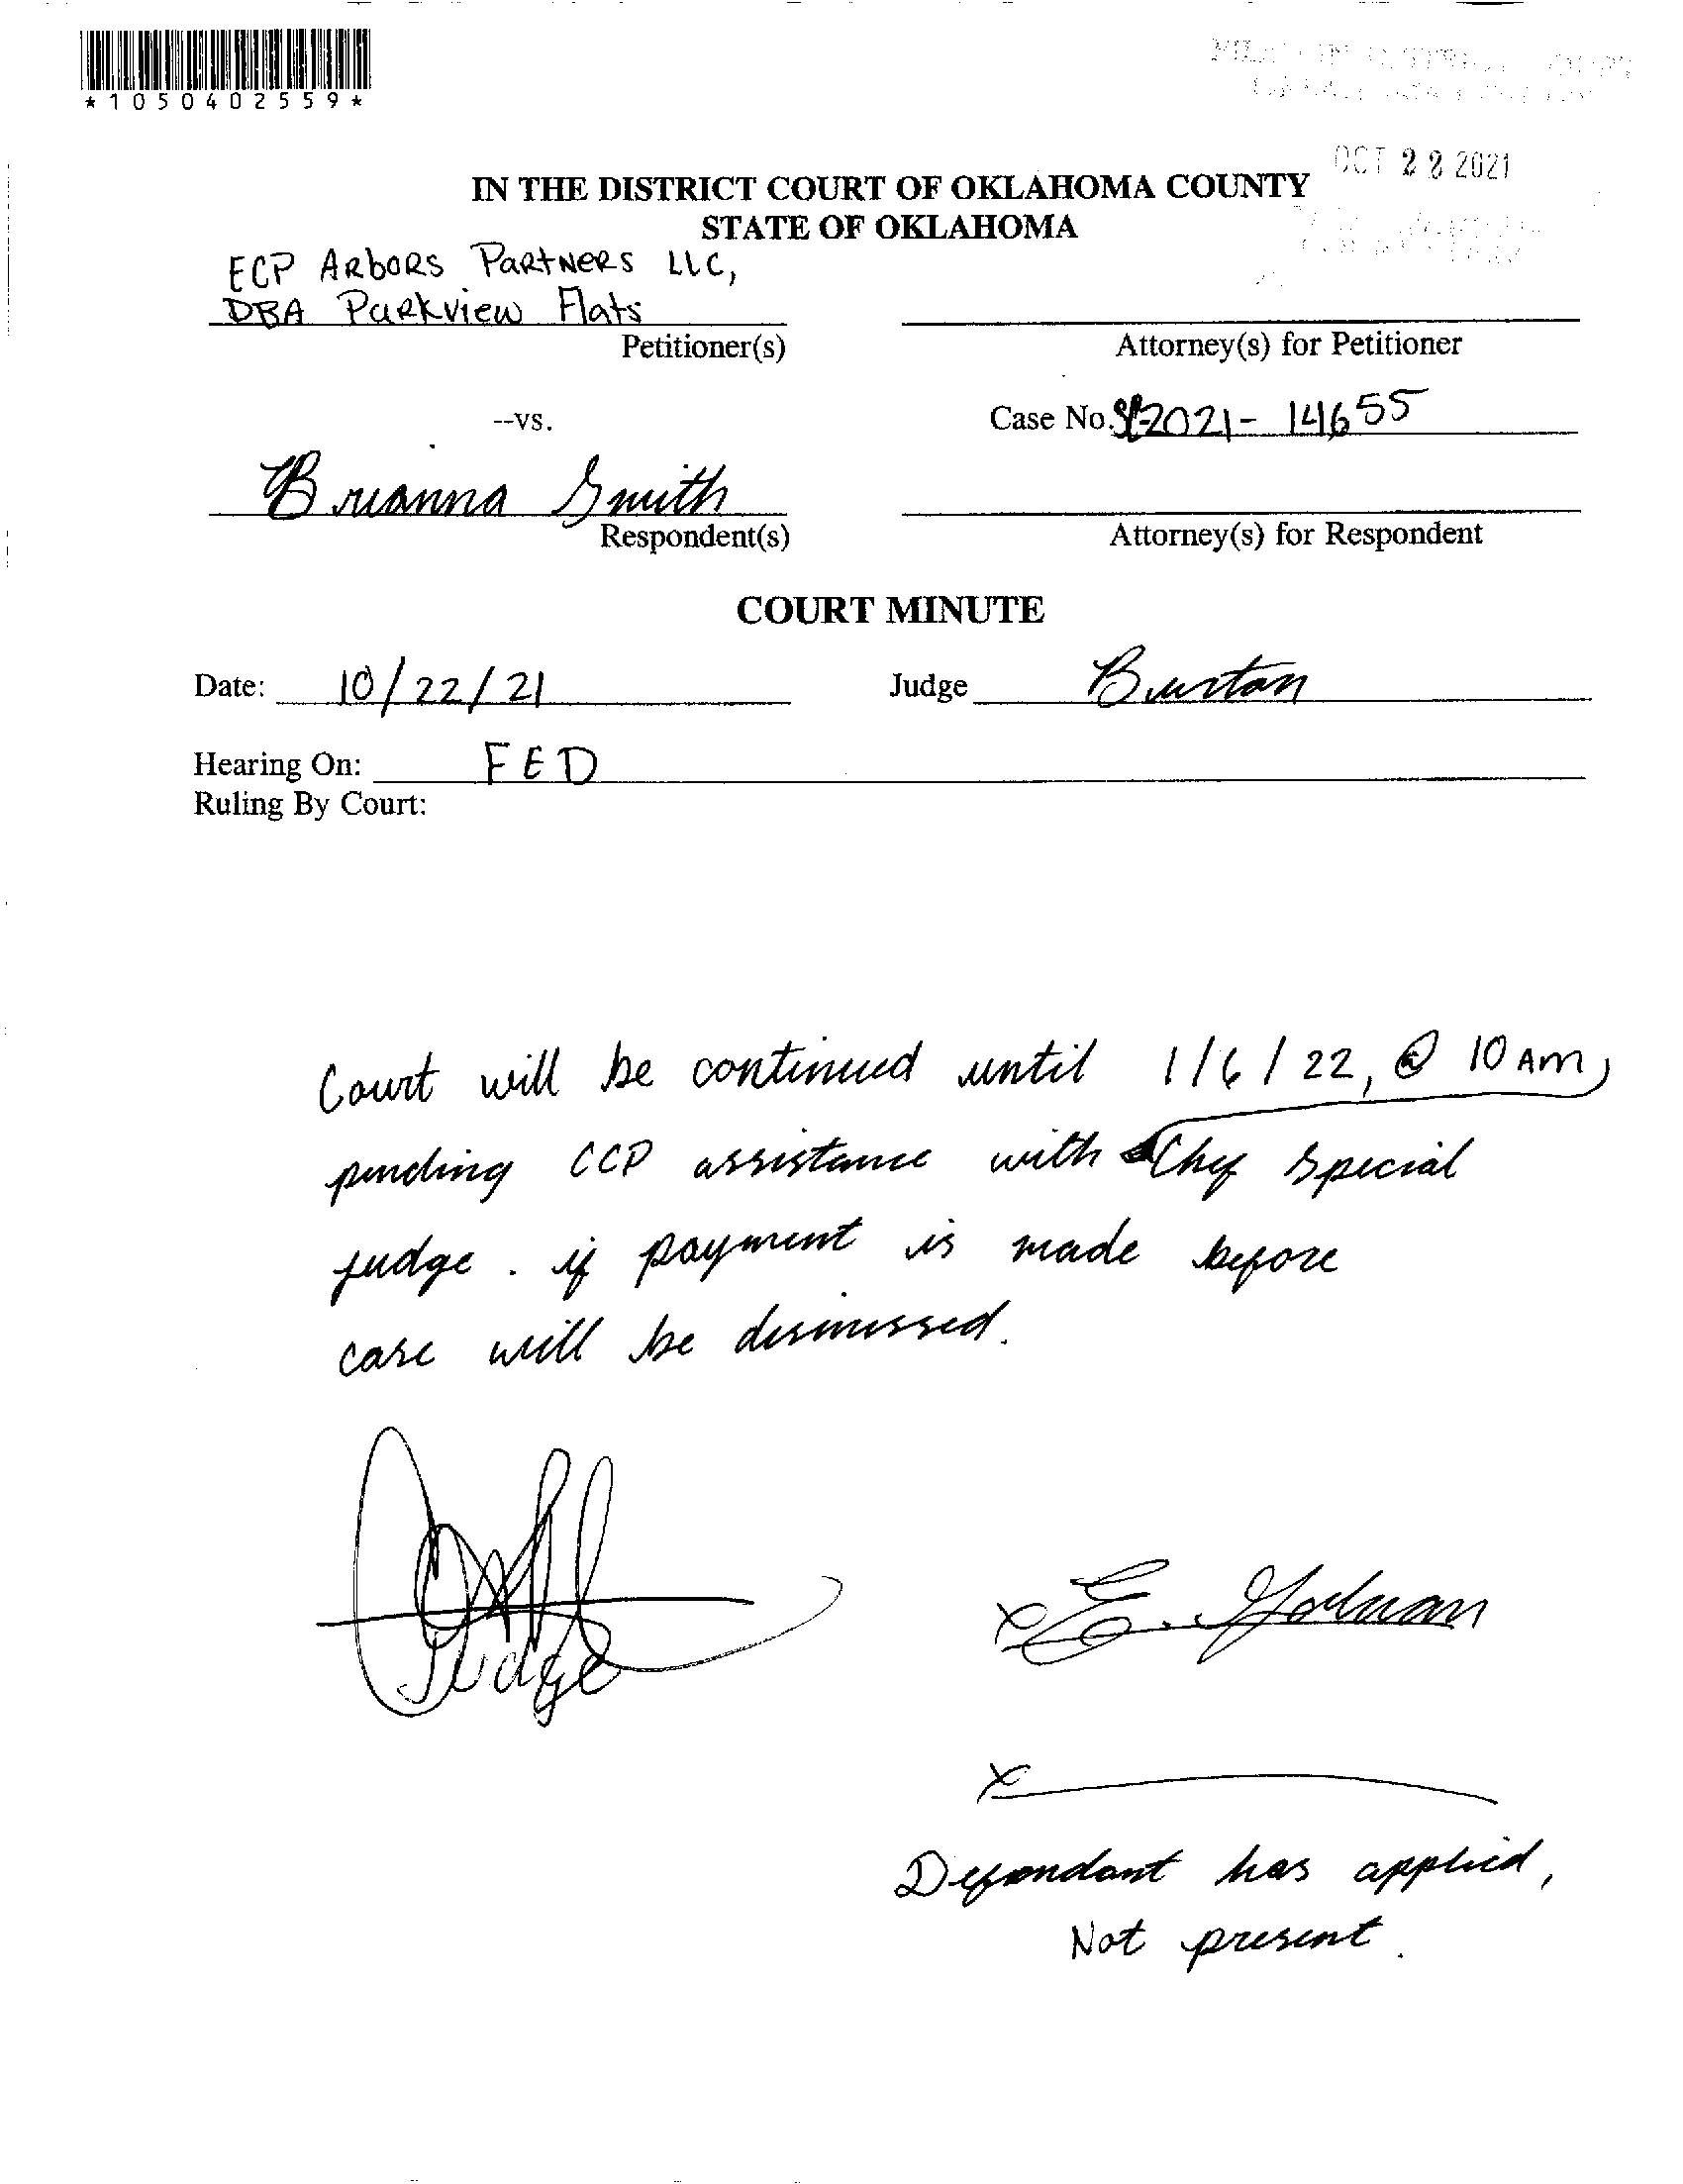 *1050402559*
OCT 22 2021
IN THE DISTRICT COURT OF OKLAHOMA COUNTY
STATE OF OKLAHOMA
ECP ARbORS PARtNeRS LLC,
DBA Parkview Flats
Petitioner(s)
Attorney(s) for Petitioner
--vs.
Case No. 2021- 14655
Brianna Smith
Respondent(s)
Attorney(s) for Respondent
COURT MINUTE
Date: 10/22/21 Judge Burton
Hearing On: FED
Ruling By Court:
Court will be continued until 1/6/22, @ 10 AM,
pending CCP assistance with Chef Special
judge. if payment is made before
case will be dismissed.
Judge
x E.
x
Defendant has applied,
Not present.